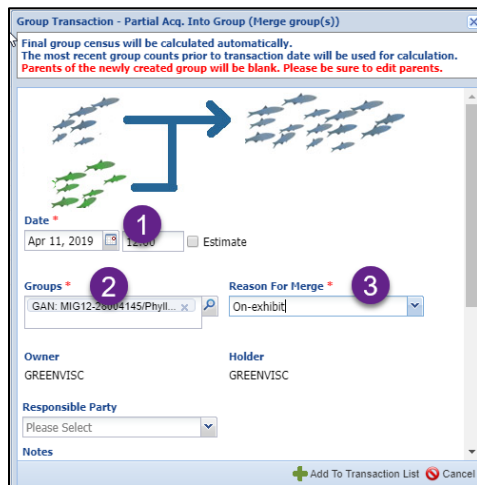 Group Transaction - Partial Acq. Into Group (Merge group(s))
Final group census will be calculated automatically.
The most recent group counts prior to transaction date will be used for calculation.
Parents of the newly created group will be blank. Please be sure to edit parents.
Date *
1
Apr 11, 2019 12:00 Estimate
Groups * 2 Reason For Merge * 3
GAN: MIG12-28004145/Phyll... On-exhibit
Owner Holder
GREENVISC GREENVISC
Responsible Party
Please Select
Notes
Add To Transaction List Cancel